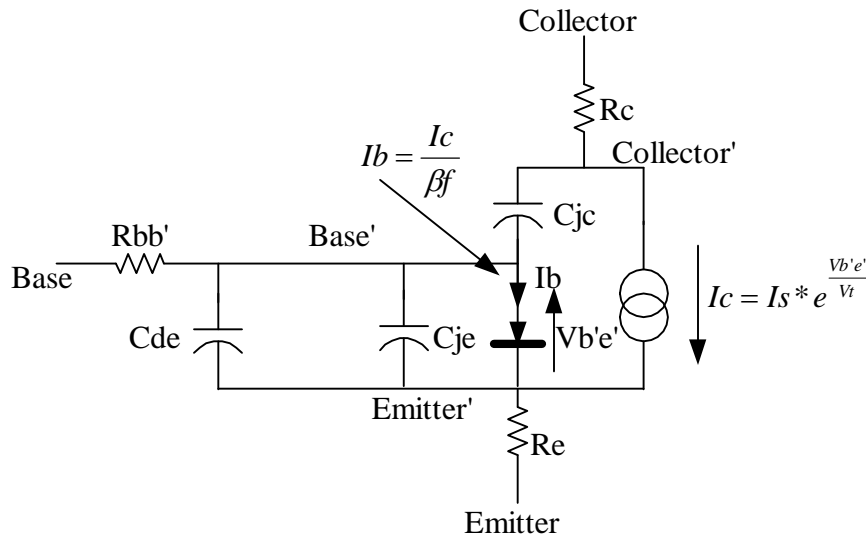 Collector
Rc
Ib = Ic / βf
Collector'
Cjc
Rbb'
Base'
Base
Ib
Ic = Is * e^(Vb'e' / Vt)
Cde
Cje
Vb'e'
Emitter'
Re
Emitter